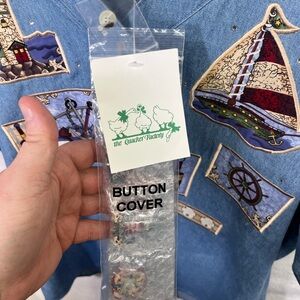 the Quacker Factory
BUTTON
COVER